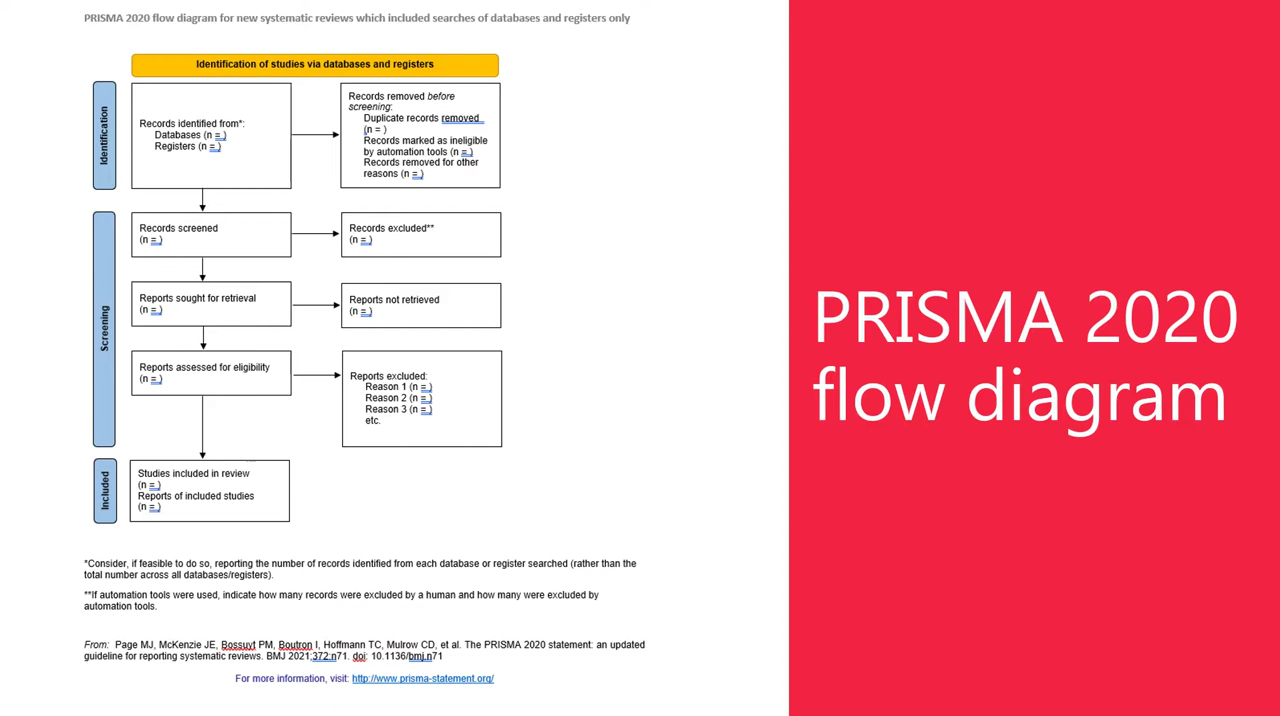 PRISMA 2020 flow diagram for new systematic reviews which included searches of databases and registers only
Identification of studies via databases and registers
Identification
Records identified from*:
Databases (n = )
Registers (n = )
Records removed before
screening:
Duplicate records removed
(n = )
Records marked as ineligible
by automation tools (n = )
Records removed for other
reasons (n = )
Screening
Records screened
(n = )
Records excluded**
(n = )
Reports sought for retrieval
(n = )
Reports not retrieved
(n = )
Reports assessed for eligibility
(n = )
Reports excluded:
Reason 1 (n = )
Reason 2 (n = )
Reason 3 (n = )
etc.
Included
Studies included in review
(n = )
Reports of included studies
(n = )
*Consider, if feasible to do so, reporting the number of records identified from each database or register searched (rather than the
total number across all databases/registers).
**If automation tools were used, indicate how many records were excluded by a human and how many were excluded by
automation tools.
From: Page MJ, McKenzie JE, Bossuyt PM, Boutron I, Hoffmann TC, Mulrow CD, et al. The PRISMA 2020 statement: an updated
guideline for reporting systematic reviews. BMJ 2021;372:n71. doi: 10.1136/bmj.n71
For more information, visit: http://www.prisma-statement.org/
PRISMA 2020
flow diagram